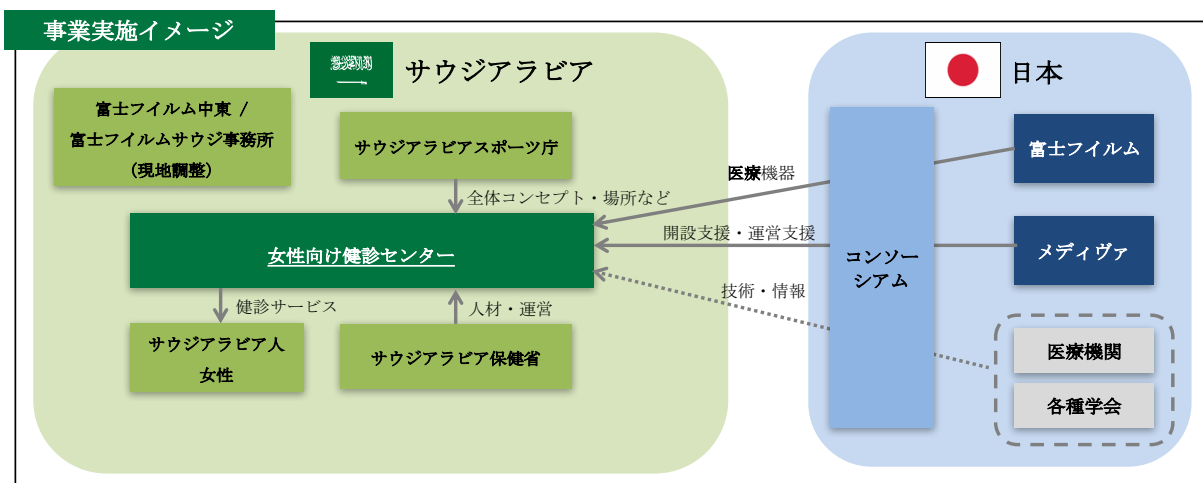 事業実施イメージ
サウジアラビア
日本
富士フイルム中東 /
富士フイルムサウジ事務所
(現地調整)
サウジアラビアスポーツ庁
全体コンセプト・場所など
女性向け健診センター
健診サービス
人材・運営
サウジアラビア人
女性
サウジアラビア保健省
医療機器
開設支援・運営支援
技術・情報
コンソー
シアム
富士フイルム
メディヴァ
医療機関
各種学会